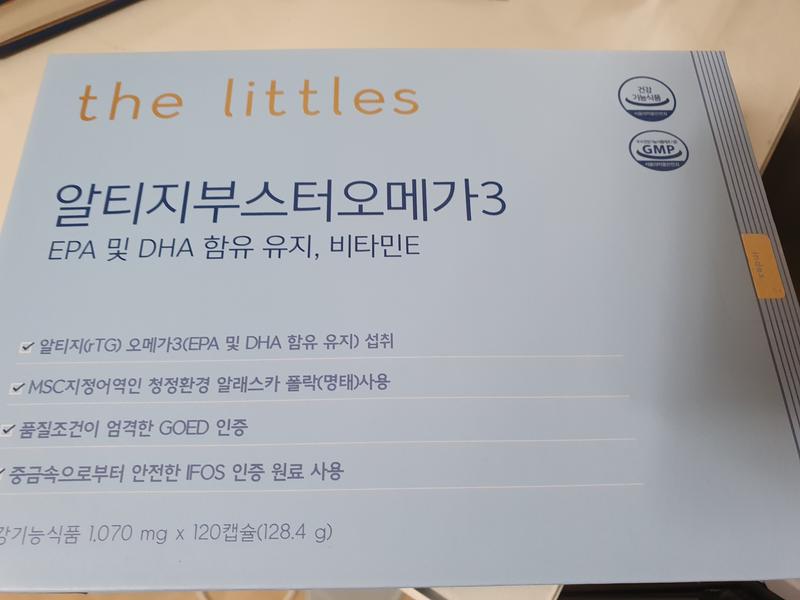 the littles
건강
기능식품
GMP
알티지부스터오메가3
EPA 및 DHA 함유 유지, 비타민E
index
알티지(rTG) 오메가3(EPA 및 DHA 함유 유지) 섭취
MSC지정어역인 청정환경 알래스카 폴락(명태)사용
품질조건이 엄격한 GOED 인증
중금속으로부터 안전한 IFOS 인증 원료 사용
강기능식품 1,070 mg x 120캡슐(128.4 g)